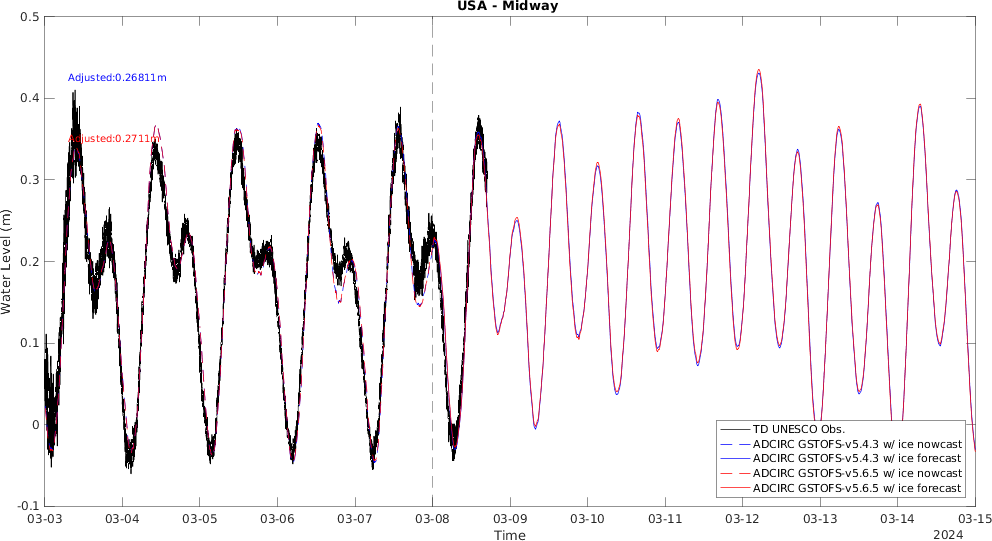 USA - Midway
0.5
0.4
0.3
0.2
0.1
0
-0.1
Water Level (m)
Adjusted:0.26811m
Adjusted:0.2711m
TD UNESCO Obs.
ADCIRC GSTOFS-v5.4.3 w/ ice nowcast
ADCIRC GSTOFS-v5.4.3 w/ ice forecast
ADCIRC GSTOFS-v5.6.5 w/ ice nowcast
ADCIRC GSTOFS-v5.6.5 w/ ice forecast
03-03 03-04 03-05 03-06 03-07 03-08 03-09 03-10 03-11 03-12 03-13 03-14 03-15
Time
2024